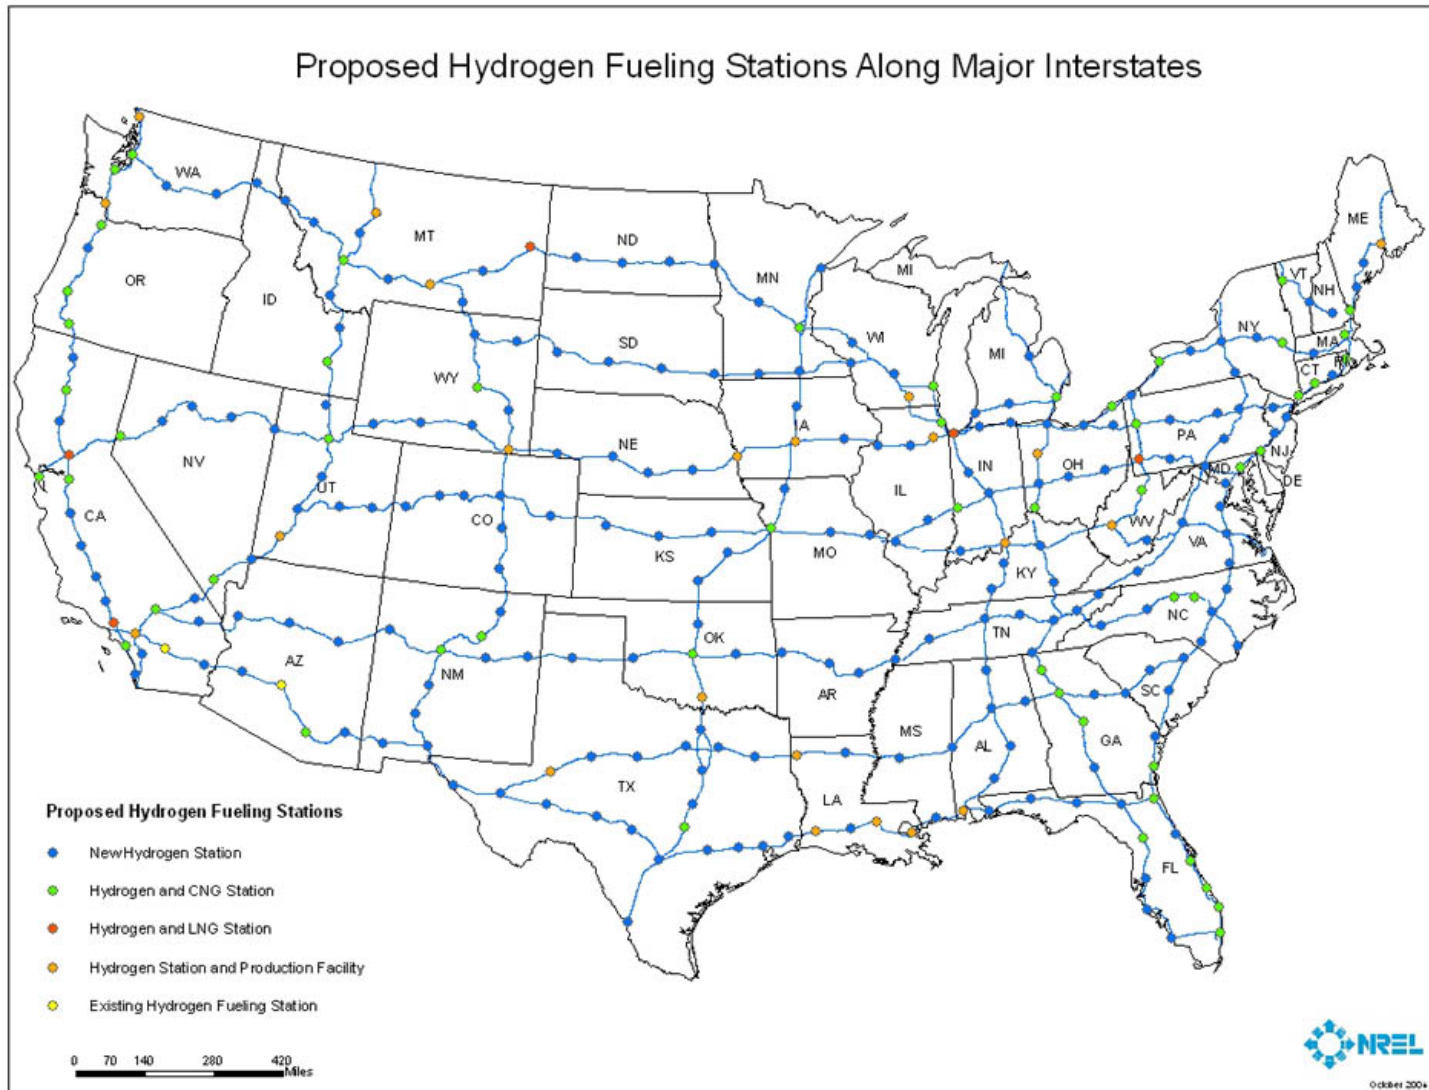 Proposed Hydrogen Fueling Stations Along Major Interstates
WA
MT
ND
MN
MI
ME
OR
ID
SD
WI
MI
VT
NH
NY
MA
RI
CT
WY
NE
IA
PA
NJ
NV
UT
IL
IN
OH
MD
DE
CA
CO
KS
MO
WV
VA
KY
AZ
NM
OK
AR
TN
NC
SC
MS
AL
GA
TX
LA
FL
Proposed Hydrogen Fueling Stations
New Hydrogen Station
Hydrogen and CNG Station
Hydrogen and LNG Station
Hydrogen Station and Production Facility
Existing Hydrogen Fueling Station
0 70 140 280 420
Miles
NREL
October 2004